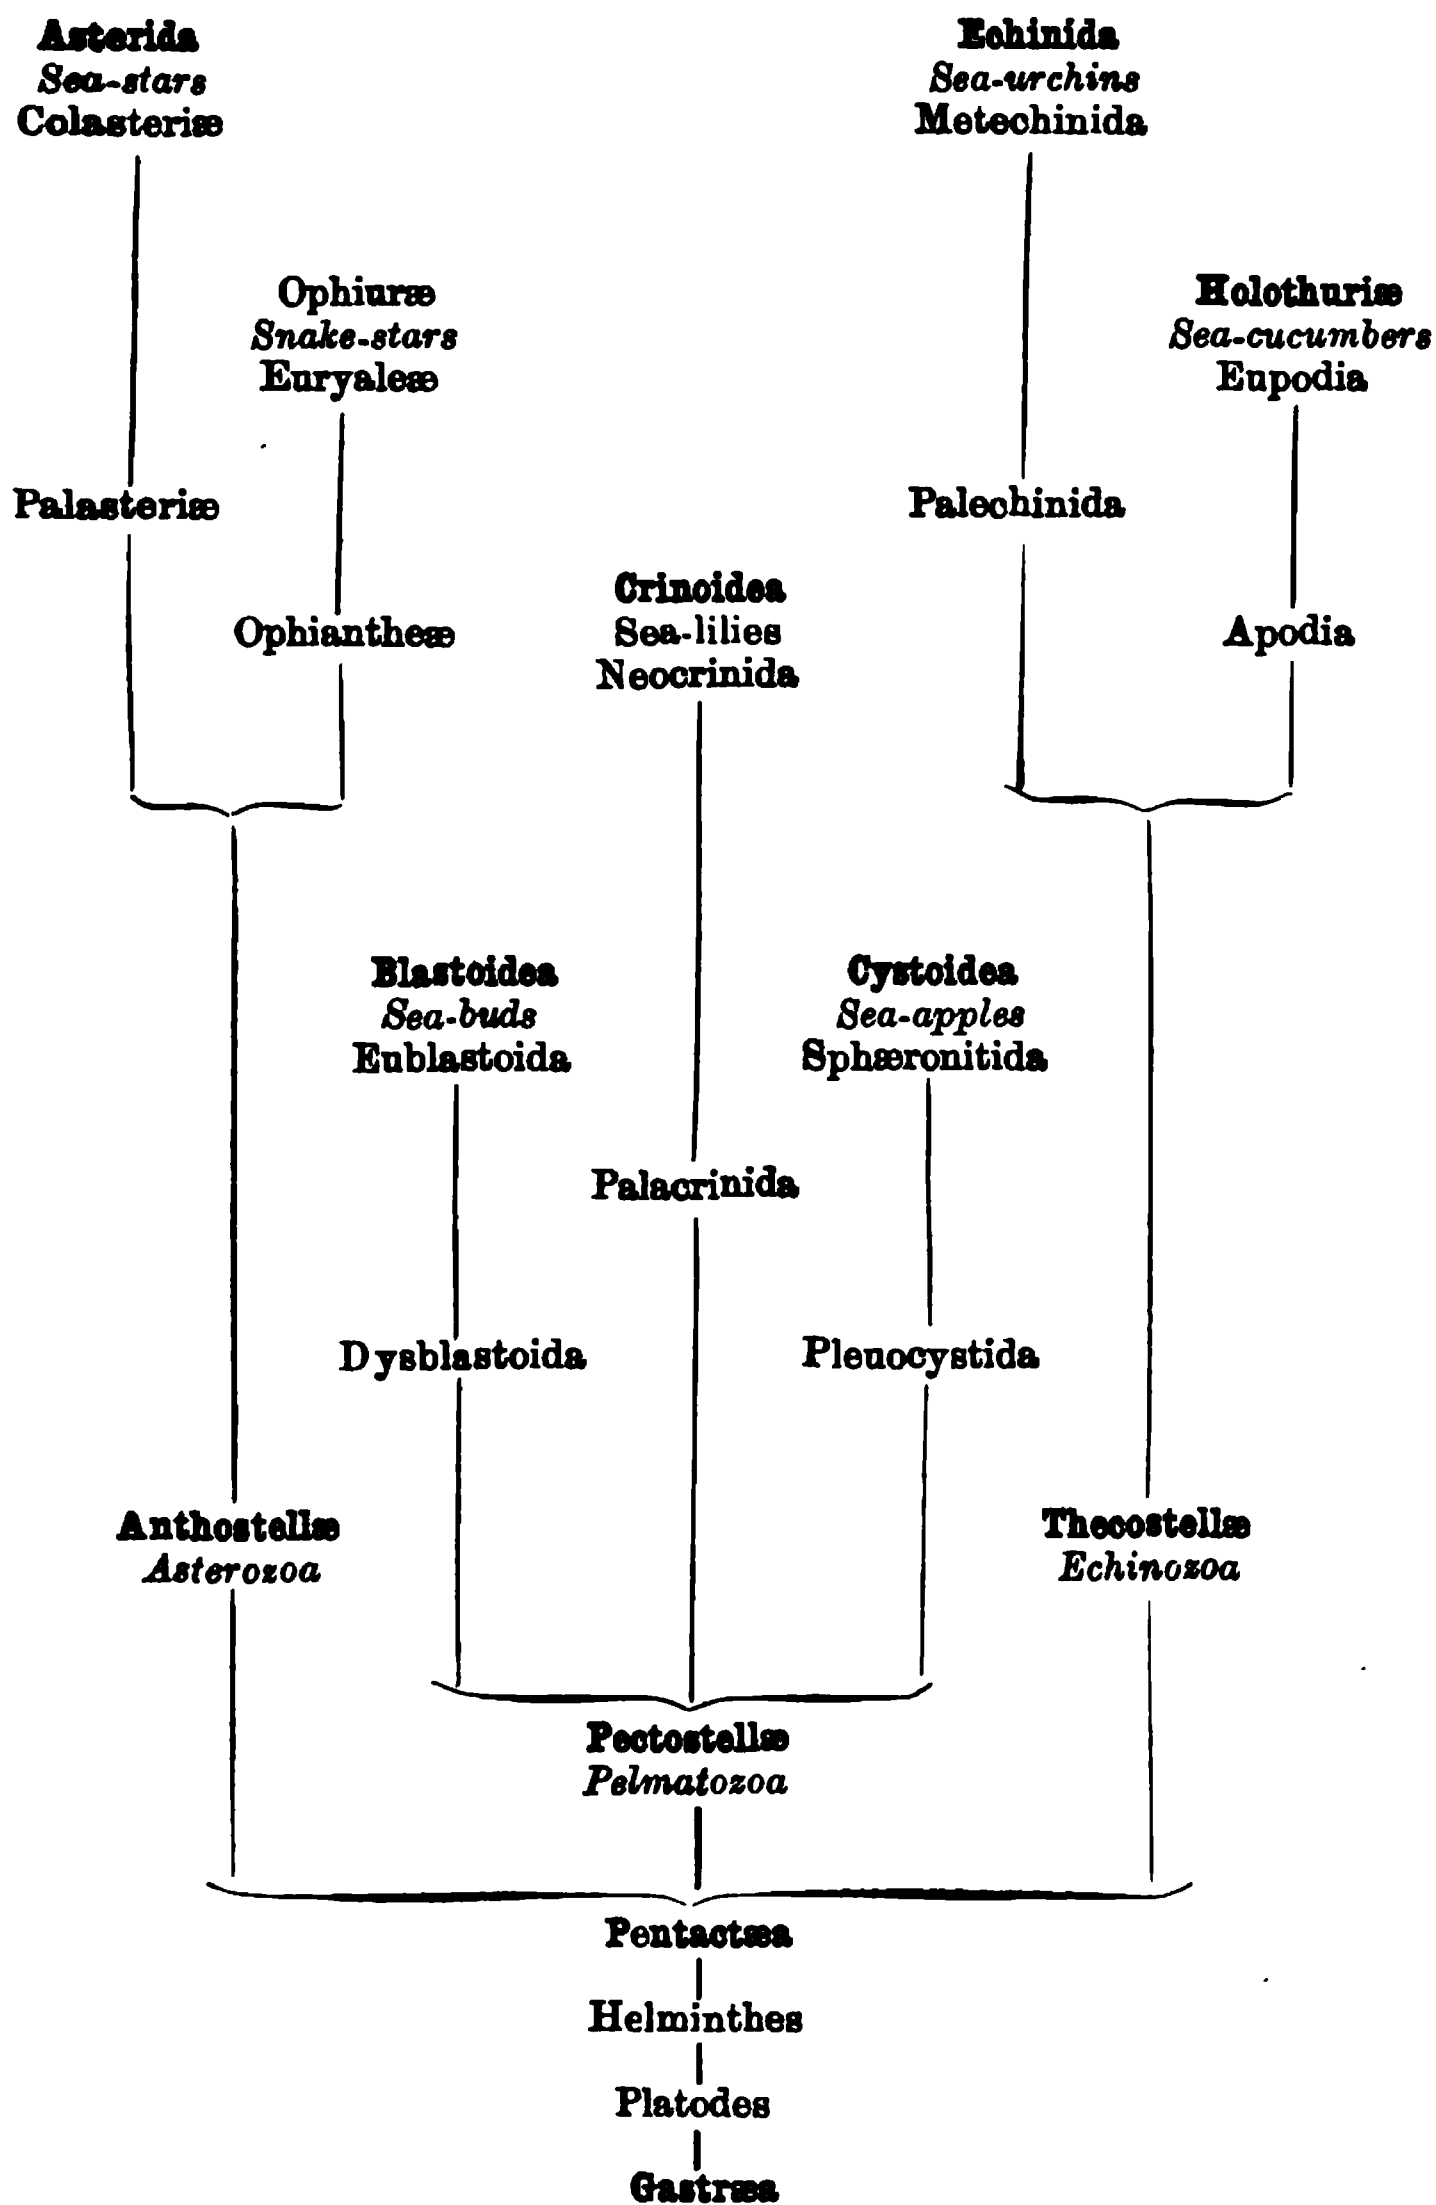 Asterida
Sea-stars
Colasteriæ
Echinida
Sea-urchins
Metechinida
Ophiuræ
Snake-stars
Euryaleæ
Holothuriæ
Sea-cucumbers
Eupodia
Palasteriæ
Palechinida
Crinoidea
Sea-lilies
Neocrinida
Ophiantheæ
Apodia
Blastoidea
Sea-buds
Eublastoida
Cystoidea
Sea-apples
Sphæronitida
Palacrinida
Dysblastoida
Pleuocystida
Anthostellæ
Asterozoa
Thecostellæ
Echinozoa
Pectostellæ
Pelmatozoa
Pentactæa
Helminthes
Platodes
Gastræa